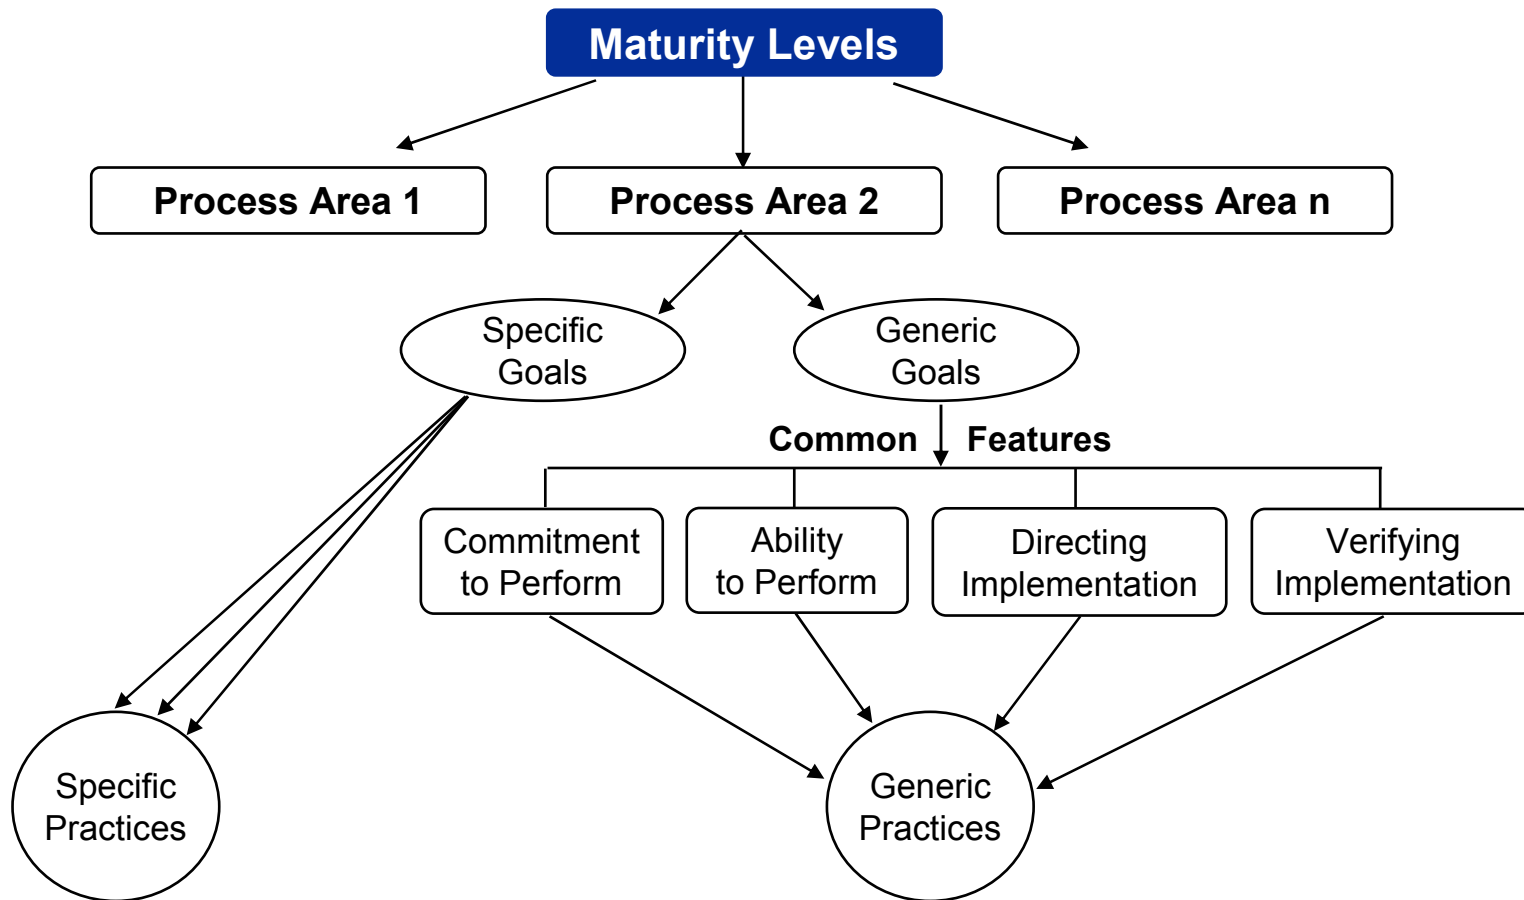 Maturity Levels
Process Area 1
Process Area 2
Process Area n
Specific
Goals
Generic
Goals
Common Features
Commitment
to Perform
Ability
to Perform
Directing
Implementation
Verifying
Implementation
Specific
Practices
Generic
Practices